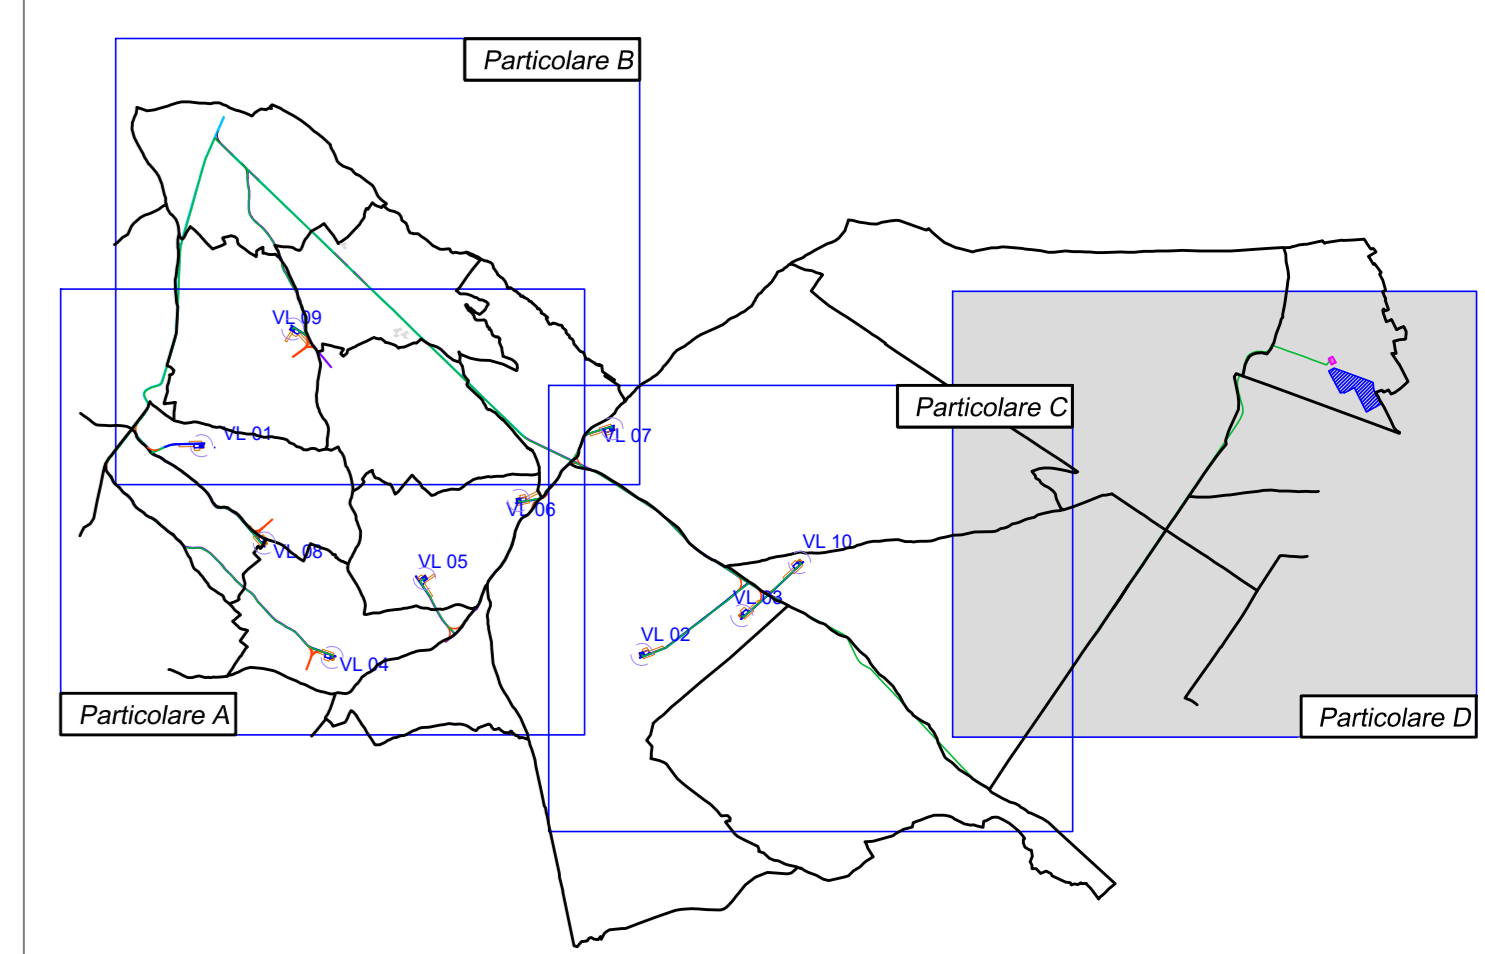 Particolare B
VL 09
Particolare C
VL 01
VL 07
VL 06
VL 08
VL 05
VL 10
VL 03
VL 02
VL 04
Particolare A
Particolare D